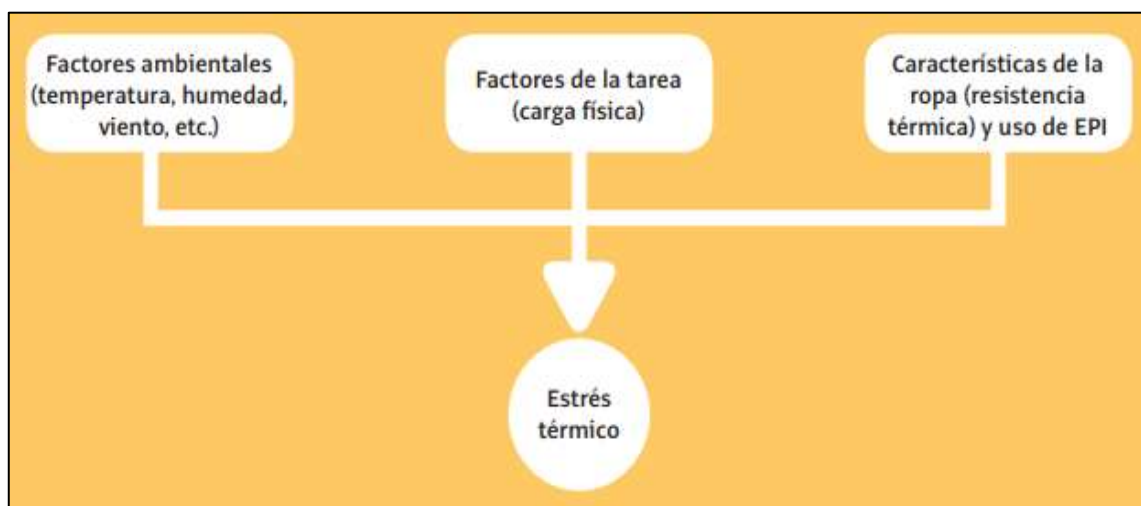 Factores ambientales
(temperatura, humedad,
viento, etc.)
Factores de la tarea
(carga física)
Características de la
ropa (resistencia
térmica) y uso de EPI
Estrés
térmico